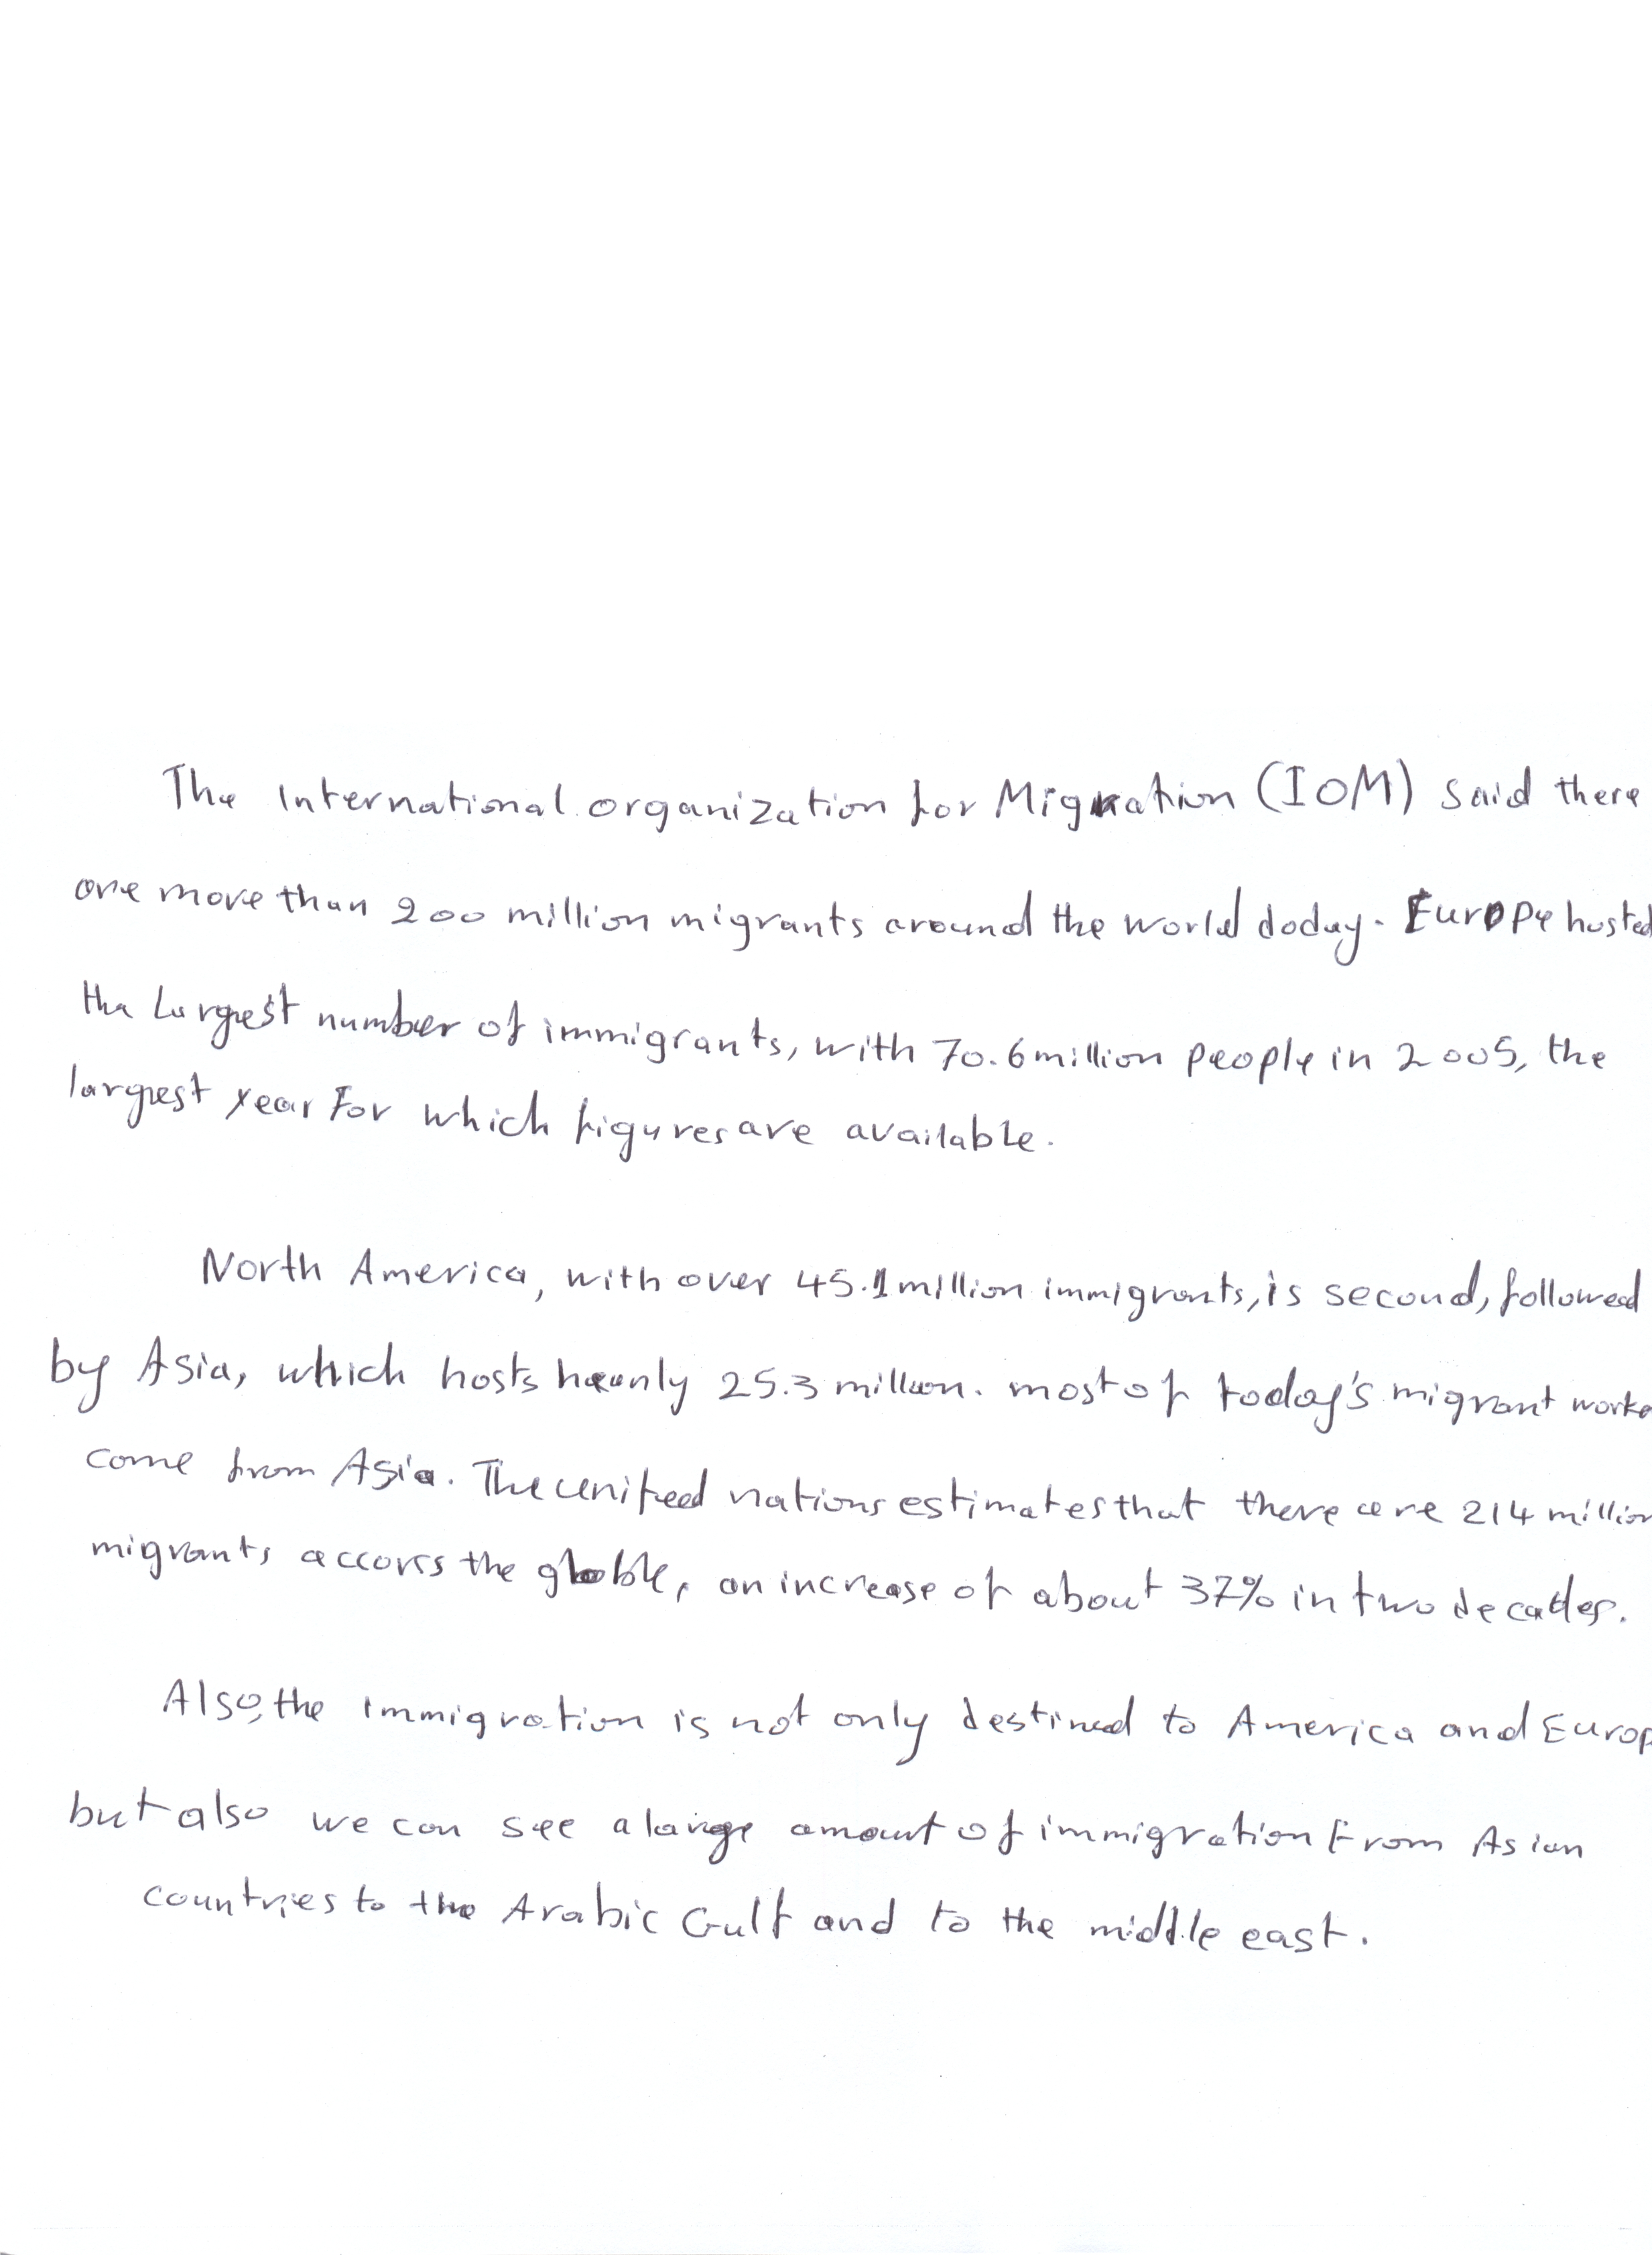 The International organization for Migration (IOM) said there
are more than 200 million migrants around the world doday. Europe hosted
the Largest number of immigrants, with 70.6 million people in 2005, the
largest year For which figures are available.
North America, with over 45.1 million immigrants, is second, followed
by Asia, which hosts 25.3 million. most of today's migrant worke
come from Asia. The united nations estimates that there are 214 million
migrants accorss the globle, an increase of about 37% in two decades.
Also, the immigration is not only destined to America and Europ
but also we can see a large amount of immigration From Asian
countries to the Arabic Gulf and to the middle east.